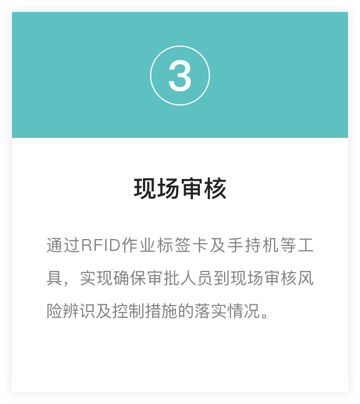 3
现场审核
通过RFID作业标签卡及手持机等工
具，实现确保审批人员到现场审核风
险辨识及控制措施的落实情况。